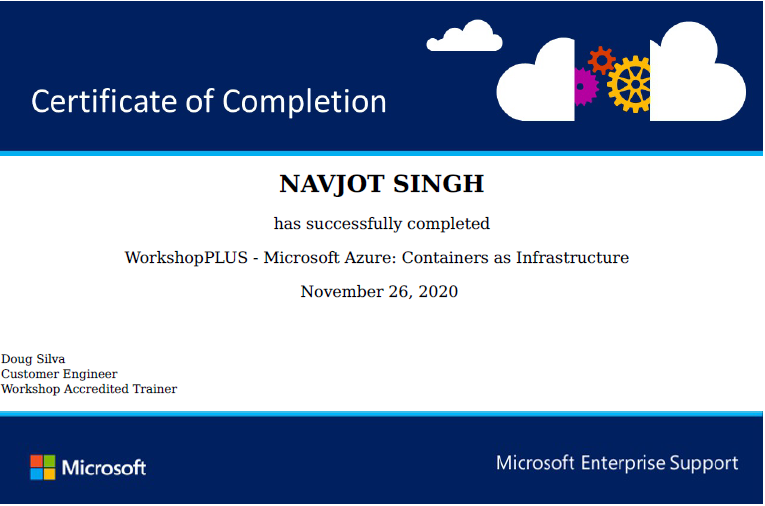 Certificate of Completion
NAVJOT SINGH
has successfully completed
WorkshopPLUS - Microsoft Azure: Containers as Infrastructure
November 26, 2020
Doug Silva
Customer Engineer
Workshop Accredited Trainer
Microsoft
Microsoft Enterprise Support